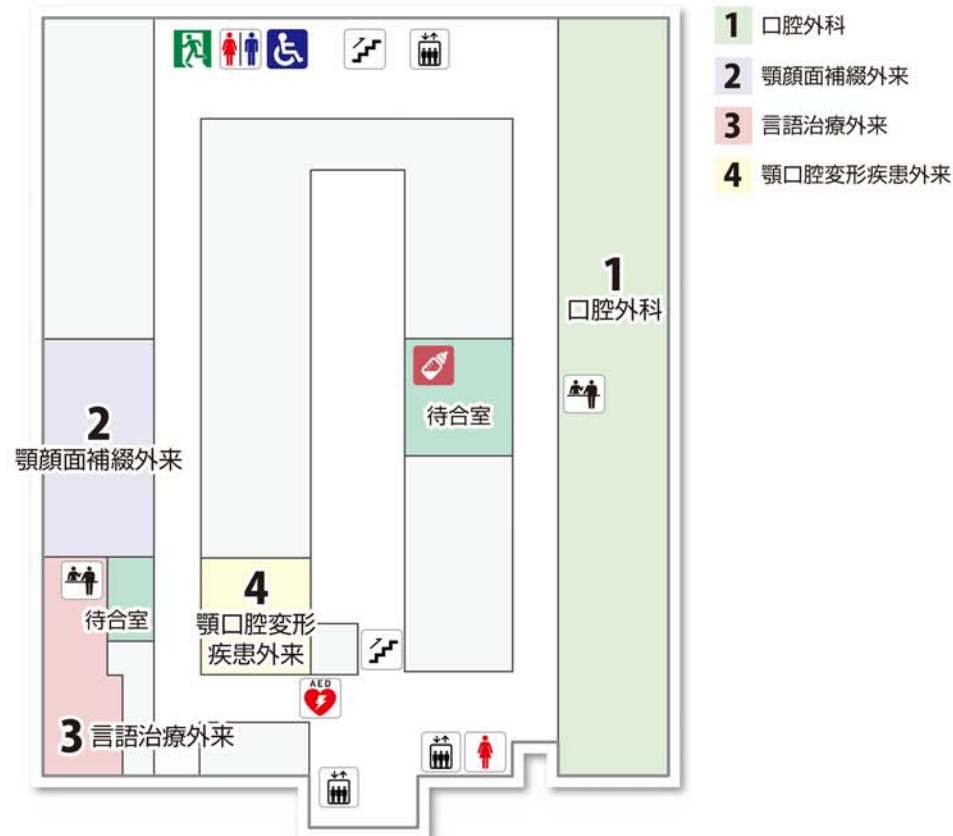 1 口腔外科
2 顎顔面補綴外来
3 言語治療外来
4 顎口腔変形疾患外来
1
口腔外科
待合室
2
顎顔面補綴外来
4
顎口腔変形
疾患外来
待合室
AED
3 言語治療外来